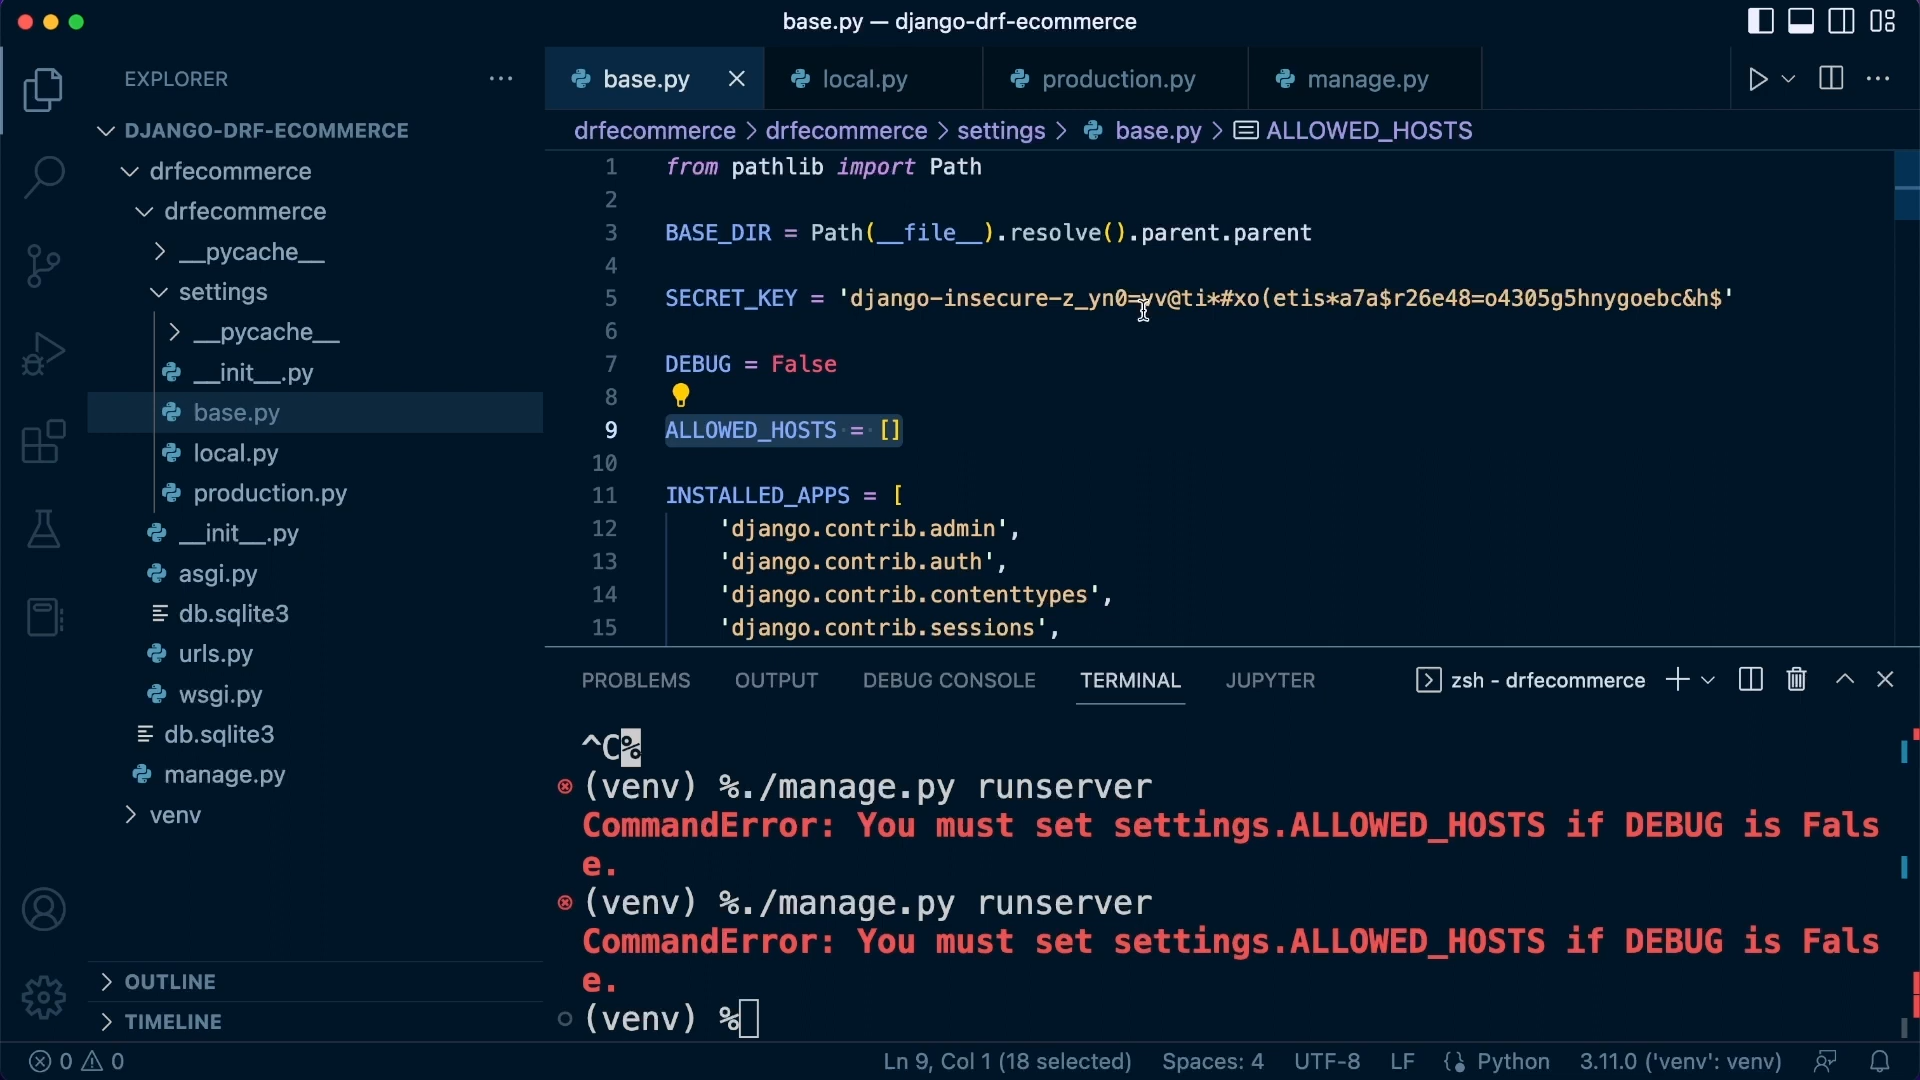 base.py — django-drf-ecommerce
EXPLORER
DJANGO-DRF-ECOMMERCE
drfecommerce
drfecommerce
__pycache__
settings
__pycache__
__init__.py
base.py
local.py
production.py
__init__.py
asgi.py
db.sqlite3
urls.py
wsgi.py
db.sqlite3
manage.py
venv
OUTLINE
TIMELINE
base.py local.py production.py manage.py
drfecommerce > drfecommerce > settings > base.py > ALLOWED_HOSTS
1 from pathlib import Path
2
3 BASE_DIR = Path(__file__).resolve().parent.parent
4
5 SECRET_KEY = 'django-insecure-z_yn0=yv@ti*#xo(etis*a7a$r26e48=o4305g5hnygoebc&h$'
6
7 DEBUG = False
8
9 ALLOWED_HOSTS = []
10
11 INSTALLED_APPS = [
12 'django.contrib.admin',
13 'django.contrib.auth',
14 'django.contrib.contenttypes',
15 'django.contrib.sessions',
PROBLEMS OUTPUT DEBUG CONSOLE TERMINAL JUPYTER zsh - drfecommerce
^C%
(venv) %./manage.py runserver
CommandError: You must set settings.ALLOWED_HOSTS if DEBUG is Fals
e.
(venv) %./manage.py runserver
CommandError: You must set settings.ALLOWED_HOSTS if DEBUG is Fals
e.
(venv) %
0 0 Ln 9, Col 1 (18 selected) Spaces: 4 UTF-8 LF Python 3.11.0 ('venv': venv)